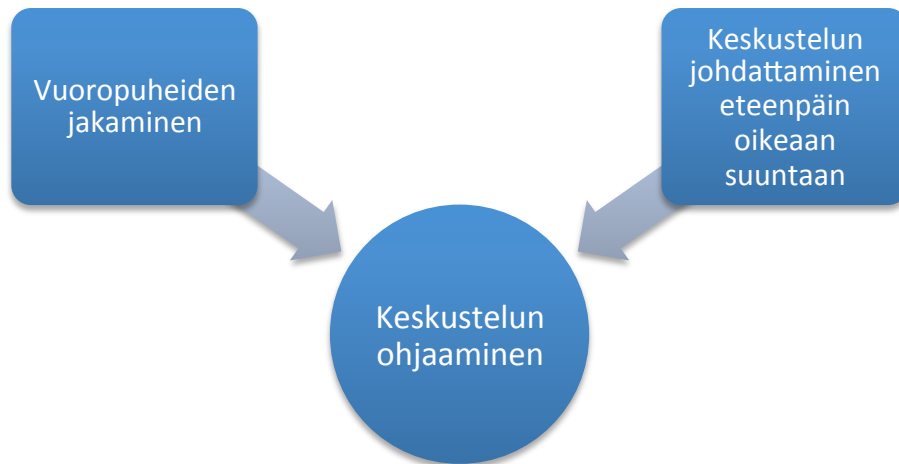 Vuoropuheiden
jakaminen
Keskustelun
johdattaminen
eteenpäin
oikeaan
suuntaan
Keskustelun
ohjaaminen